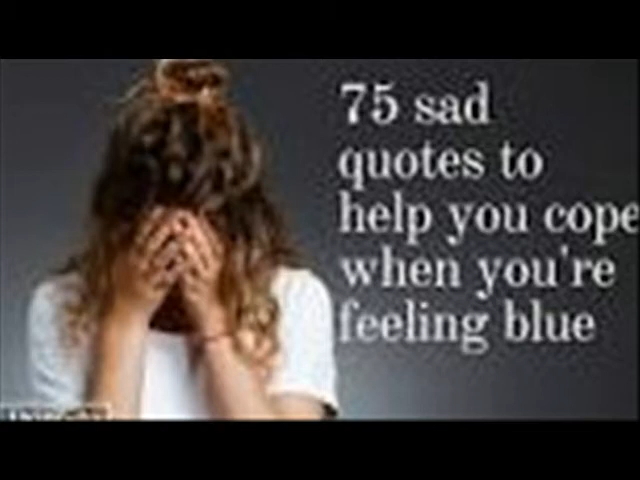 75 sad
quotes to
help you cope
when you're
feeling blue